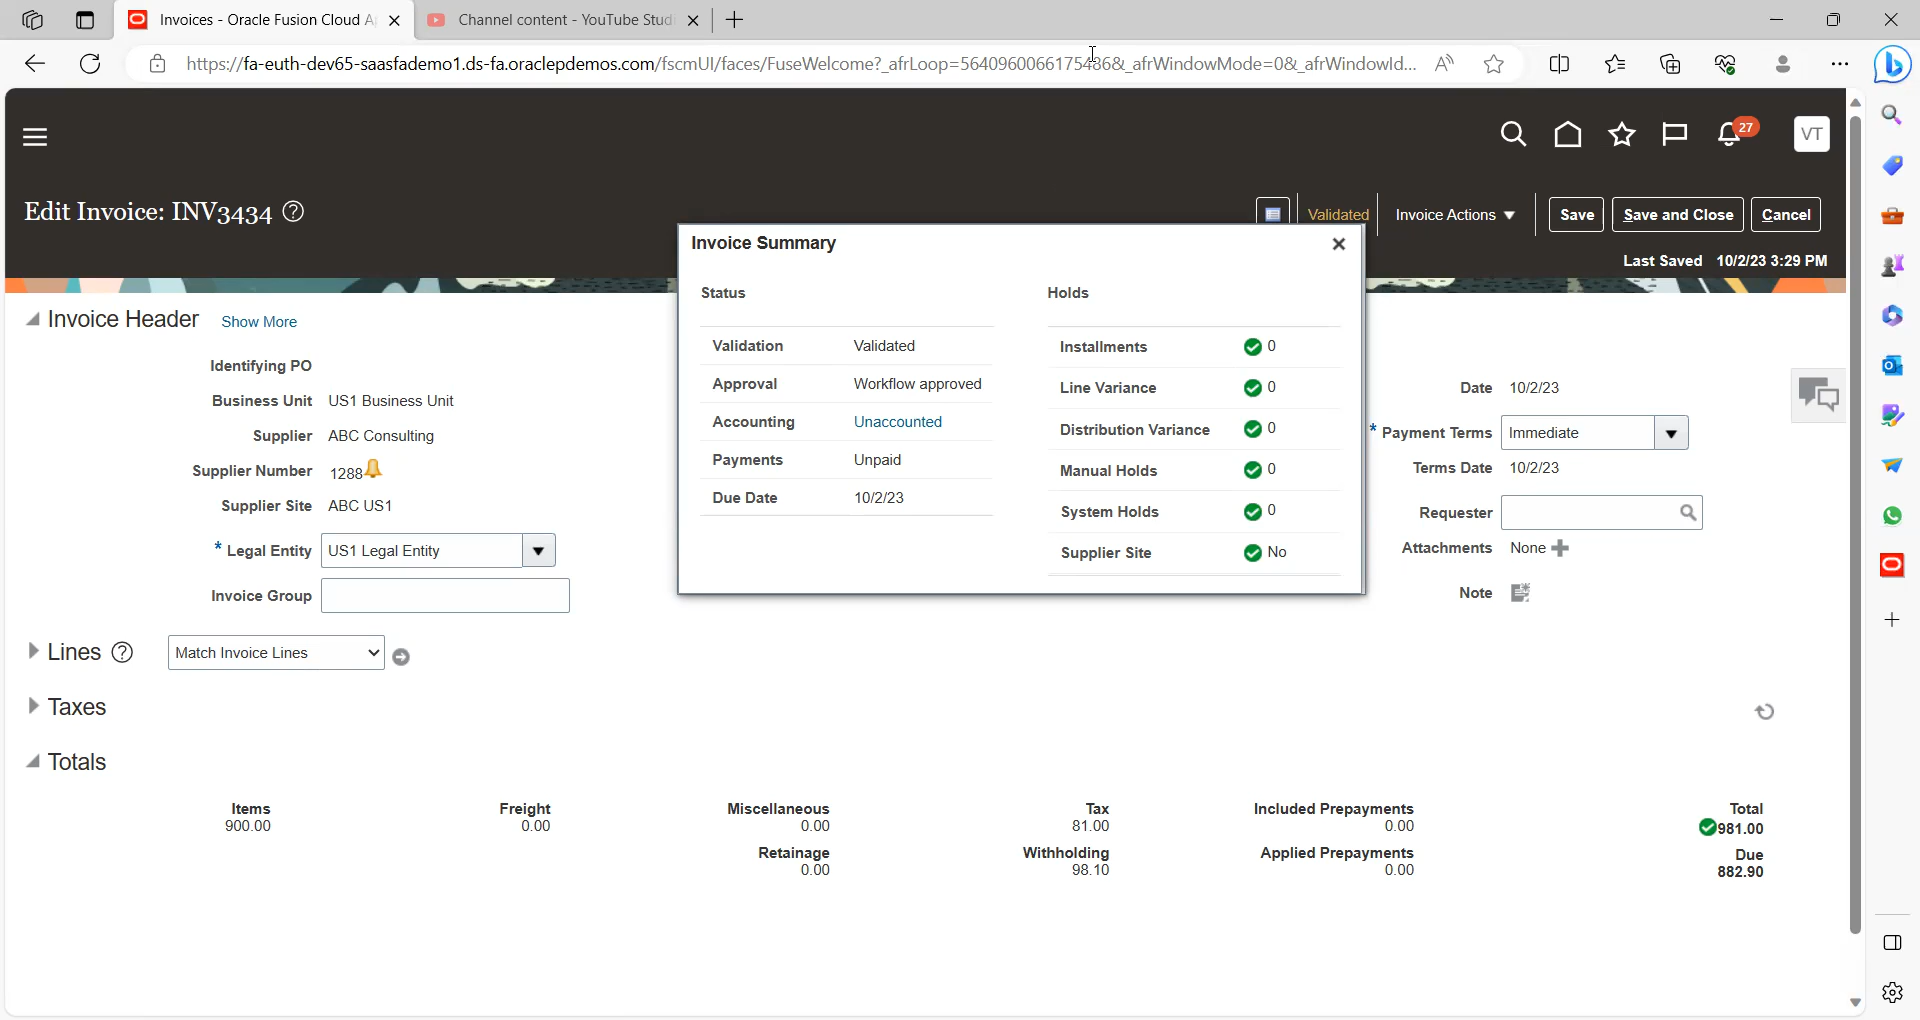 Invoices - Oracle Fusion Cloud A
Channel content - YouTube Stud
https://fa-euth-dev65-saasfademo1.ds-fa.oraclepdemos.com/fscmUI/faces/FuseWelcome?_afrLoop=5640960066175486&_afrWindowMode=0&_afrWindowId...
27
VT
Edit Invoice: INV3434
Validated
Invoice Actions
Save
Save and Close
Cancel
Last Saved 10/2/23 3:29 PM
Invoice Summary
Status
Validation Validated
Approval Workflow approved
Accounting Unaccounted
Payments Unpaid
Due Date 10/2/23
Holds
Installments 0
Line Variance 0
Distribution Variance 0
Manual Holds 0
System Holds 0
Supplier Site No
Invoice Header Show More
Identifying PO
Business Unit US1 Business Unit
Supplier ABC Consulting
Supplier Number 1288
Supplier Site ABC US1
* Legal Entity US1 Legal Entity
Invoice Group
Date 10/2/23
* Payment Terms Immediate
Terms Date 10/2/23
Requester
Attachments None
Note
Lines Match Invoice Lines
Taxes
Totals
Items Freight Miscellaneous Tax Included Prepayments Total
900.00 0.00 0.00 81.00 0.00 981.00
Retainage Withholding Applied Prepayments Due
0.00 98.10 0.00 882.90